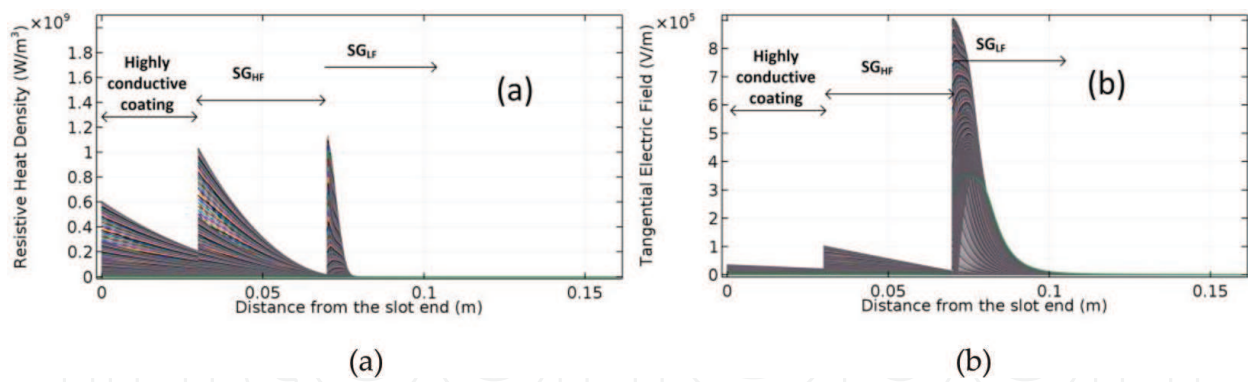 ×10⁹
Resistive Heat Density (W/m³)
1.8
1.6
1.4
1.2
1
0.8
0.6
0.4
0.2
0
Highly
conductive
coating
SG_HF
SG_LF
(a)
0
0.05
0.1
0.15
Distance from the slot end (m)
(a)
×10⁵
Tangential Electric Field (V/m)
9
8
7
6
5
4
3
2
1
0
Highly
conductive
coating
SG_HF
SG_LF
(b)
0
0.05
0.1
0.15
Distance from the slot end (m)
(b)